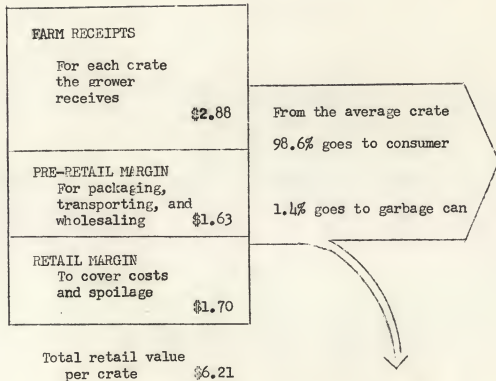 FARM RECEIPTS
For each crate
the grower
receives
$2.88
PRE-RETAIL MARGIN
For packaging,
transporting, and
wholesaling $1.63
RETAIL MARGIN
To cover costs
and spoilage
$1.70
Total retail value
per crate $6.21
From the average crate
98.6% goes to consumer
1.4% goes to garbage can